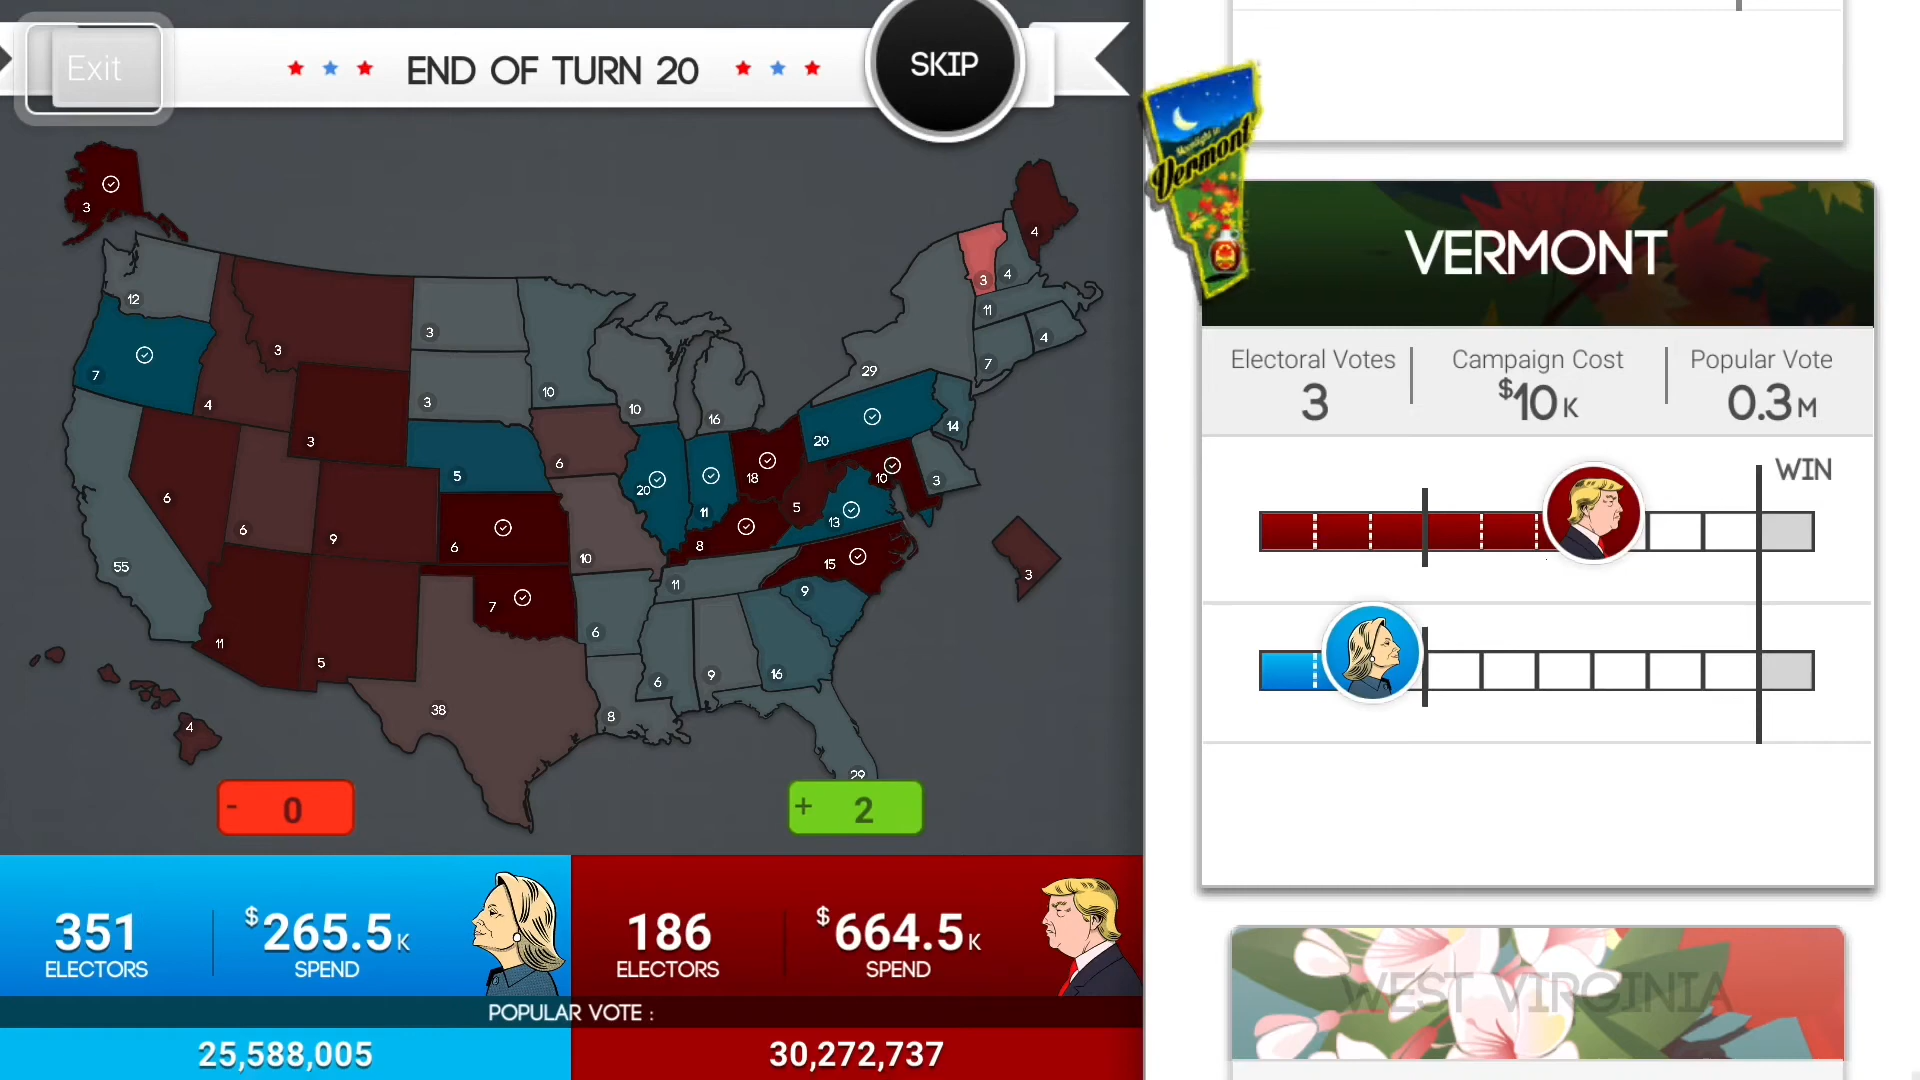 Exit
END OF TURN 20
SKIP
3
12
7
4
3
3
3
3
5
6
6
9
55
11
5
6
7
38
10
6
10
6
8
10
16
20
11
18
8
5
13
10
15
9
11
6
9
16
29
20
14
3
29
7
4
11
3
4
4
3
4
- 0
+ 2
351
ELECTORS
$265.5K
SPEND
186
ELECTORS
$664.5K
SPEND
POPULAR VOTE :
25,588,005
30,272,737
Moonlight in
Vermont
VERMONT
Electoral Votes
3
Campaign Cost
$10K
Popular Vote
0.3M
WIN
WEST VIRGINIA